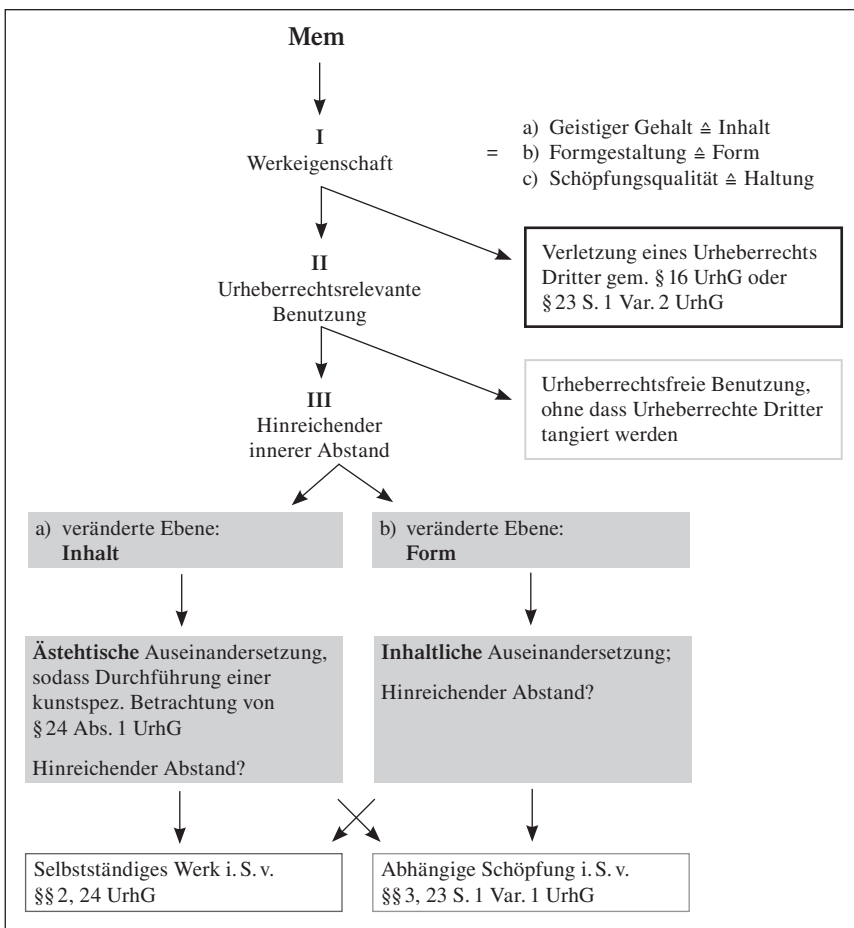 Mem
I
Werkeigenschaft
=
a) Geistiger Gehalt ≙ Inhalt
b) Formgestaltung ≙ Form
c) Schöpfungsqualität ≙ Haltung
Verletzung eines Urheberrechts
Dritter gem. § 16 UrhG oder
§ 23 S. 1 Var. 2 UrhG
II
Urheberrechtsrelevante
Benutzung
Urheberrechtsfreie Benutzung,
ohne dass Urheberrechte Dritter
tangiert werden
III
Hinreichender
innerer Abstand
a) veränderte Ebene:
Inhalt
b) veränderte Ebene:
Form
Ästehtische Auseinandersetzung,
sodass Durchführung einer
kunstspez. Betrachtung von
§ 24 Abs. 1 UrhG
Hinreichender Abstand?
Inhaltliche Auseinandersetzung;
Hinreichender Abstand?
Selbstständiges Werk i. S. v.
§§ 2, 24 UrhG
Abhängige Schöpfung i. S. v.
§§ 3, 23 S. 1 Var. 1 UrhG